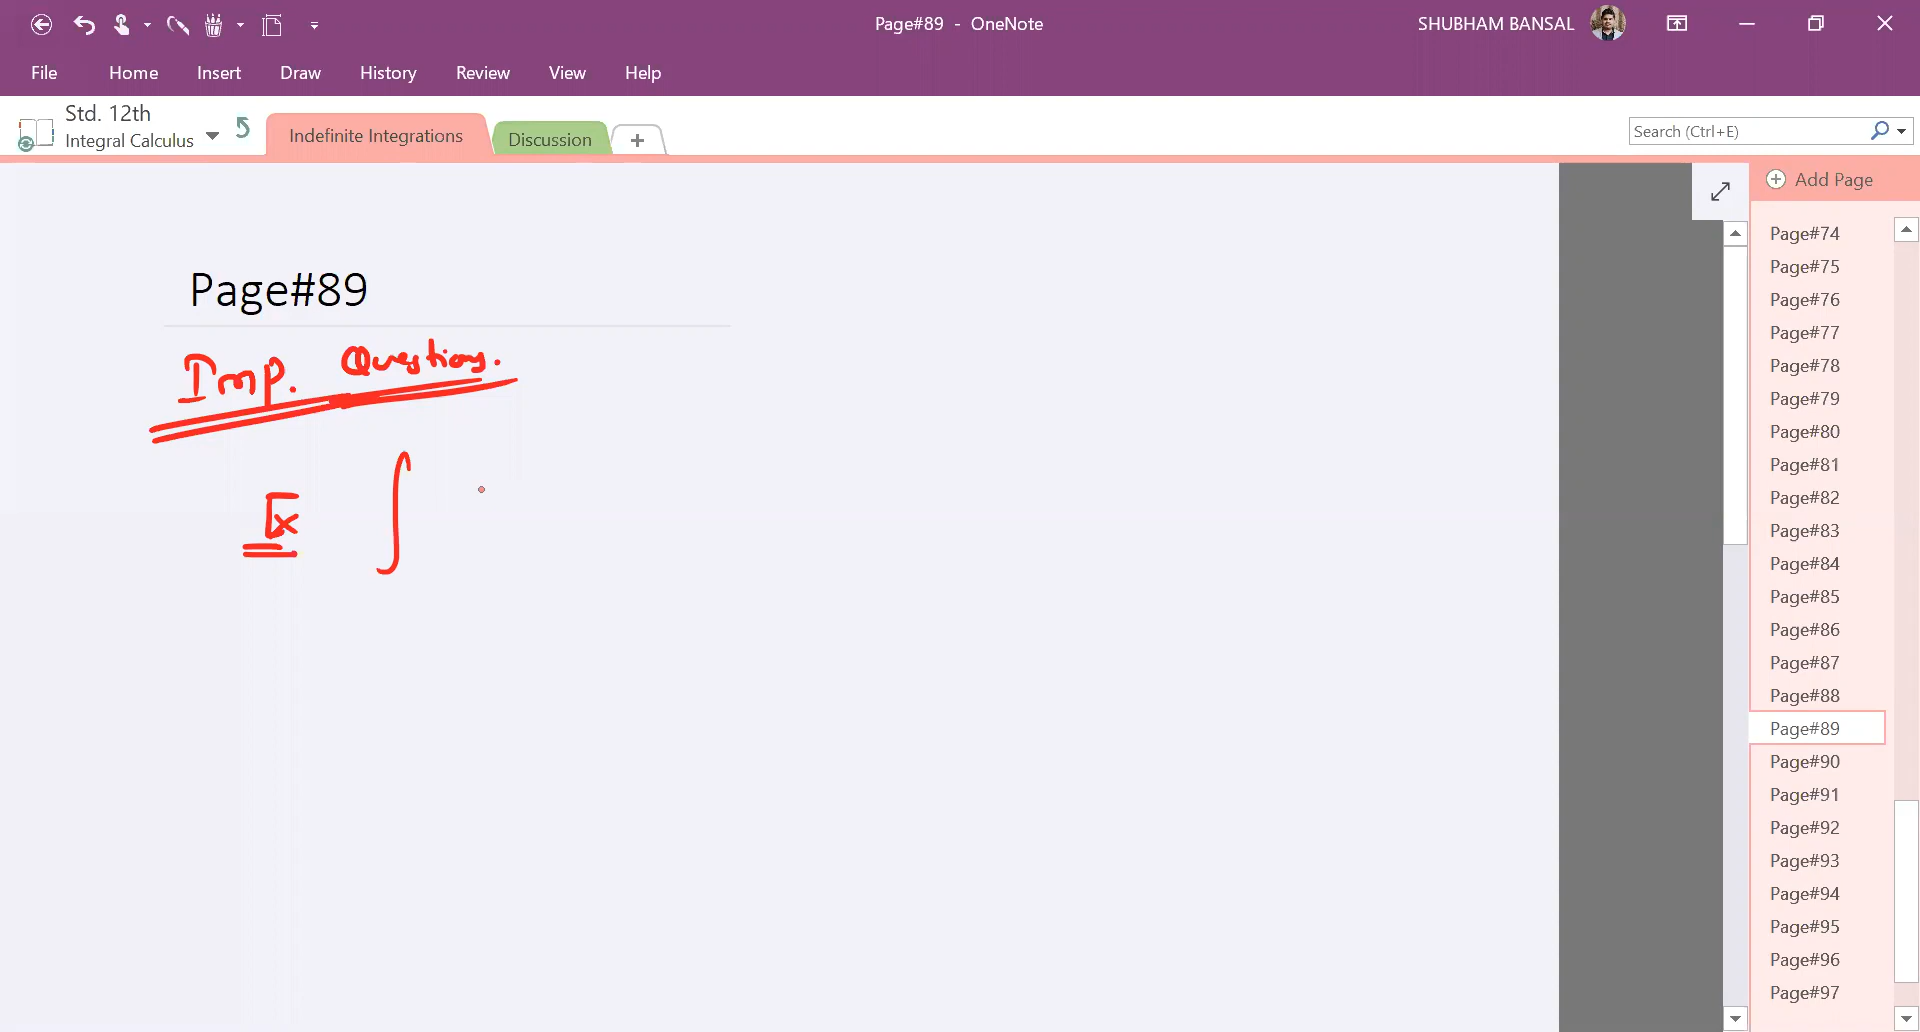 Page#89 - OneNote
SHUBHAM BANSAL
File Home Insert Draw History Review View Help
Std. 12th
Integral Calculus
Indefinite Integrations
Discussion
Search (Ctrl+E)
Add Page
Page#89
Imp. Questions.
Ex ∫
Page#74
Page#75
Page#76
Page#77
Page#78
Page#79
Page#80
Page#81
Page#82
Page#83
Page#84
Page#85
Page#86
Page#87
Page#88
Page#89
Page#90
Page#91
Page#92
Page#93
Page#94
Page#95
Page#96
Page#97